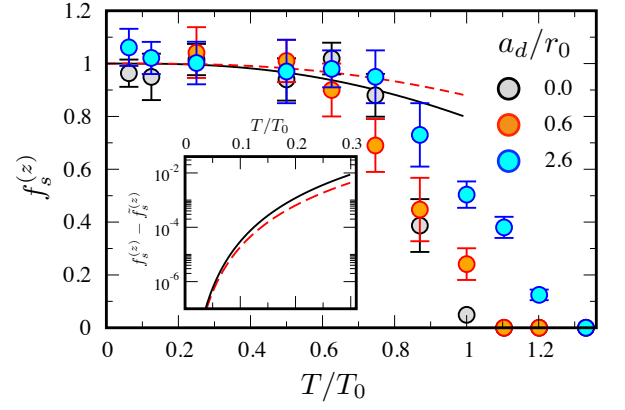 1.2
1
0.8
0.6
0.4
0.2
0
f_s^{(z)}
0 0.2 0.4 0.6 0.8 1 1.2
T/T_0
a_d/r_0
0.0
0.6
2.6
T/T_0
0 0.1 0.2 0.3
10^{-2}
10^{-4}
10^{-6}
f_s^{(z)} − f̃_s^{(z)}